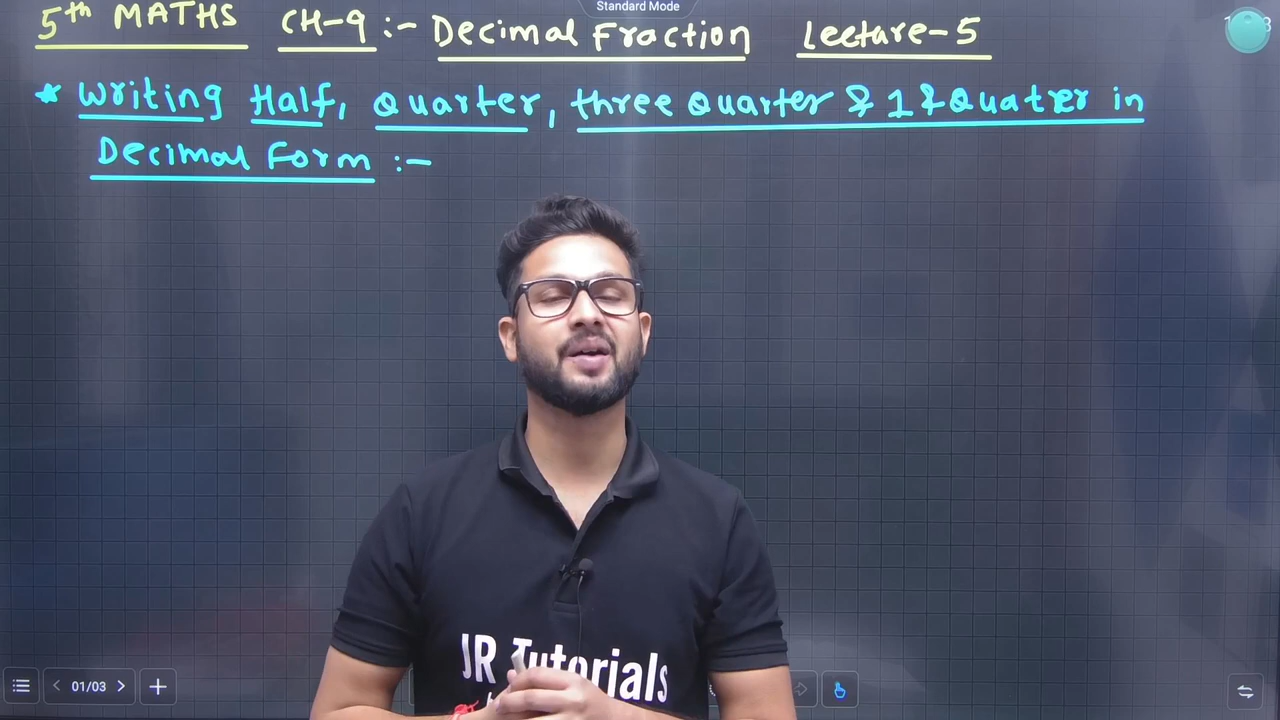 Standard Mode
5th MATHS CH-9 :- Decimal Fraction Lecture-5
* Writing Half, Quarter, three Quarter & 1 & Quatrer in
Decimal Form :-
JR Tutorials
01/03